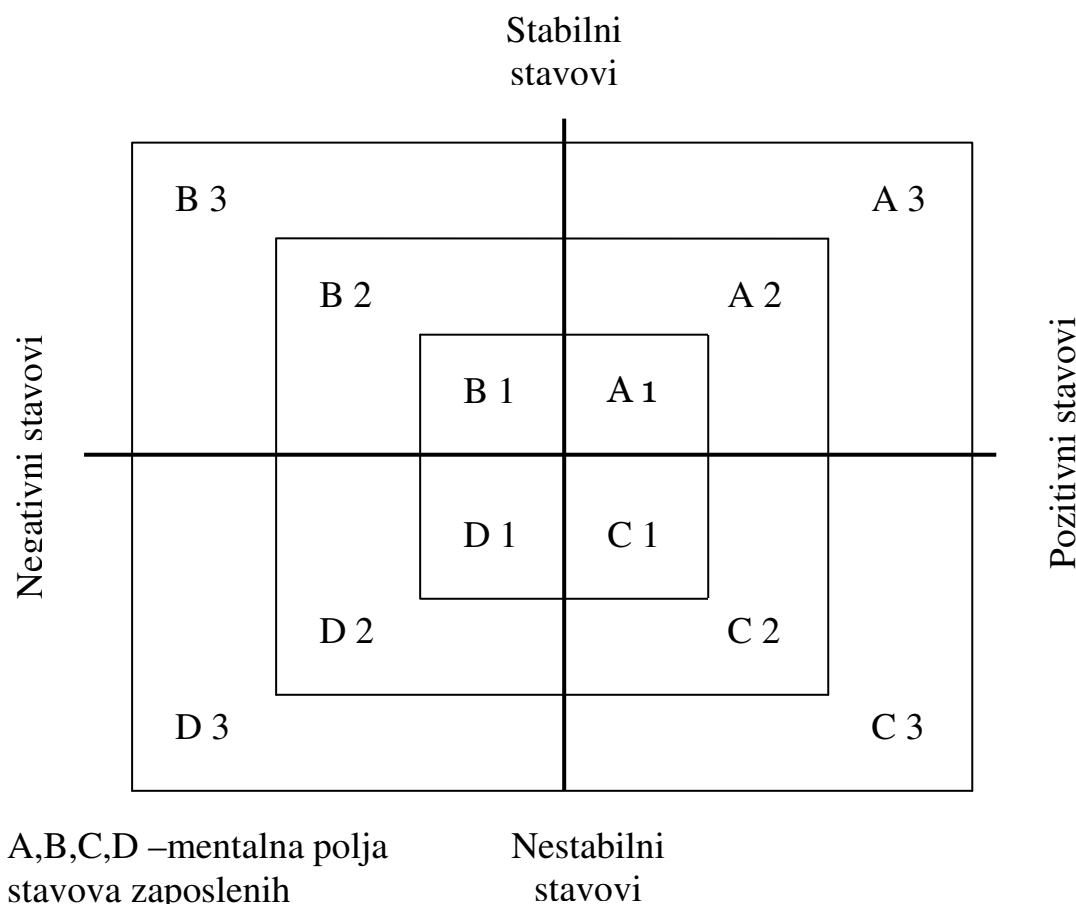 Stabilni
stavovi
B 3
A 3
B 2
A 2
B 1
A 1
Negativni stavovi
Pozitivni stavovi
D 1
C 1
D 2
C 2
D 3
C 3
A,B,C,D –mentalna polja
stavova zaposlenih
Nestabilni
stavovi